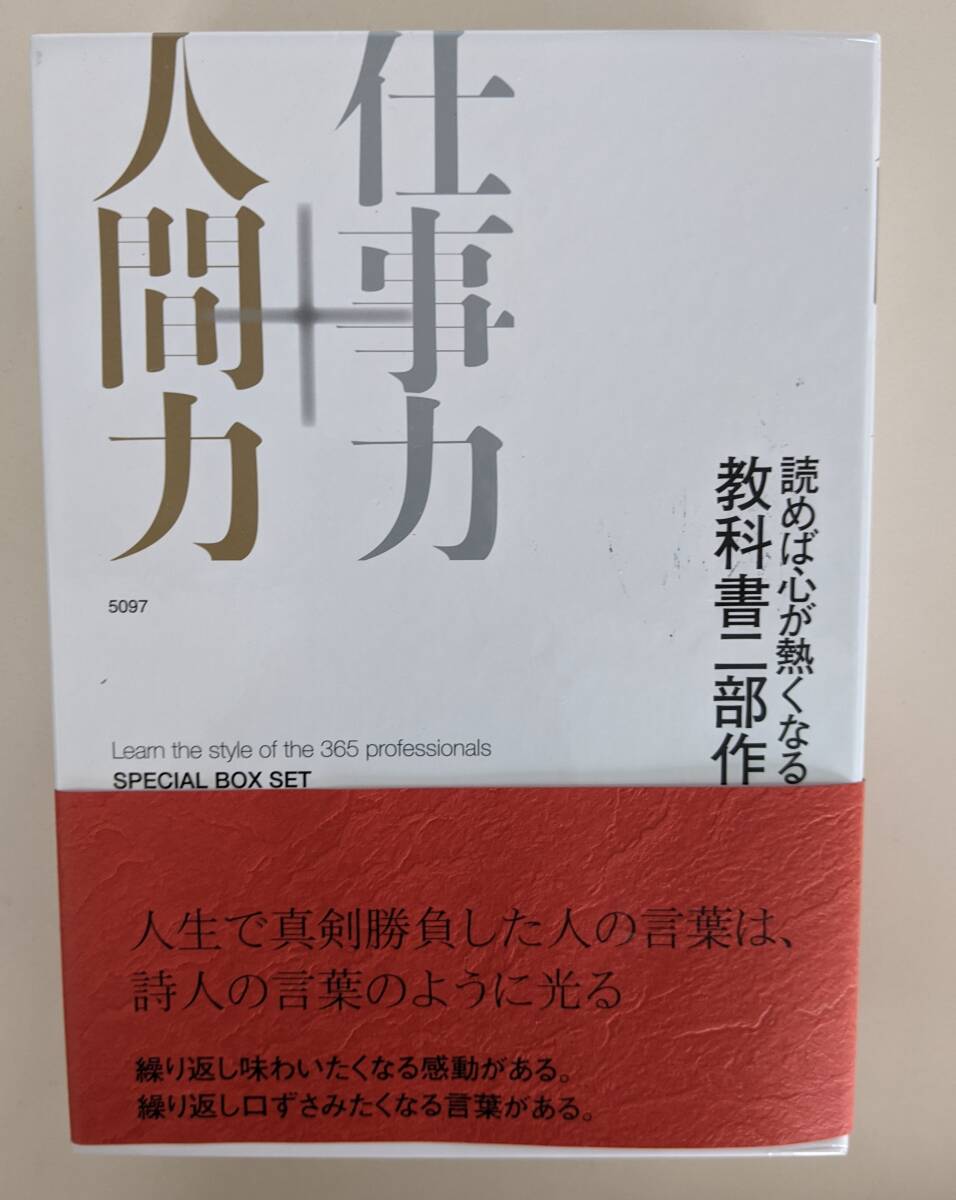 仕事力
人間力
読めば心が熱くなる
教科書二部作
5097
Learn the style of the 365 professionals
SPECIAL BOX SET
人生で真剣勝負した人の言葉は、
詩人の言葉のように光る
繰り返し味わいたくなる感動がある。
繰り返し口ずさみたくなる言葉がある。